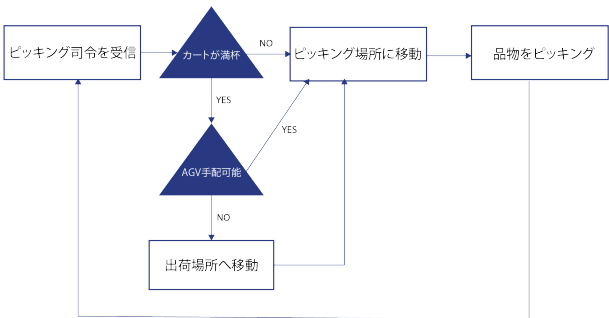 ピッキング司令を受信
カートが満杯
NO
ピッキング場所に移動
品物をピッキング
YES
YES
AGV手配可能
NO
出荷場所へ移動